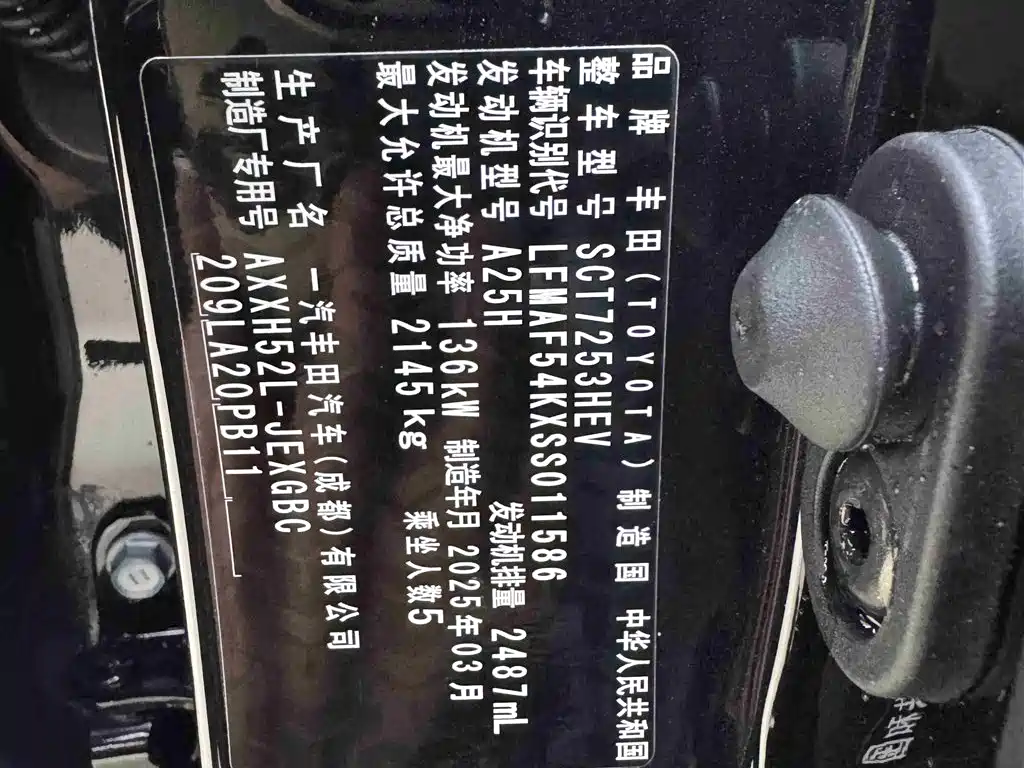 品牌 丰田(TOYOTA) 制造国 中华人民共和国
整车型号 SCT7253HEV
车辆识别代号 LFMAF54KXSS011586
发动机型号 A25H 发动机排量 2487mL
发动机最大净功率 136kW 制造年月 2025年03月
最大允许总质量 2145kg 乘坐人数5
生产厂名 一汽丰田汽车(成都)有限公司
制造厂专用号 AXXH52L-JEXGBC
209LA20PB11